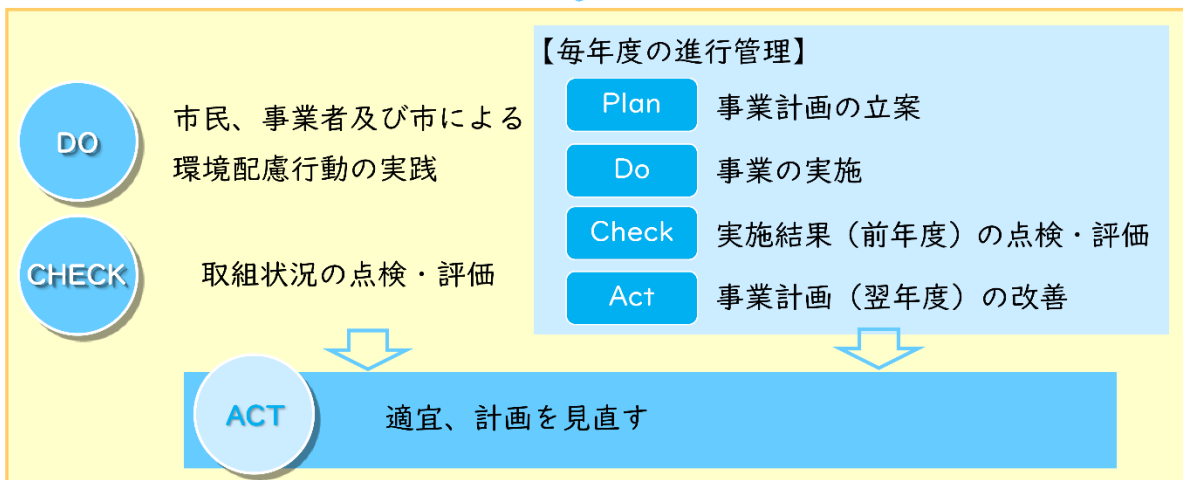 DO
市民、事業者及び市による
環境配慮行動の実践
CHECK
取組状況の点検・評価
【毎年度の進行管理】
Plan 事業計画の立案
Do 事業の実施
Check 実施結果(前年度)の点検・評価
Act 事業計画(翌年度)の改善
ACT 適宜、計画を見直す